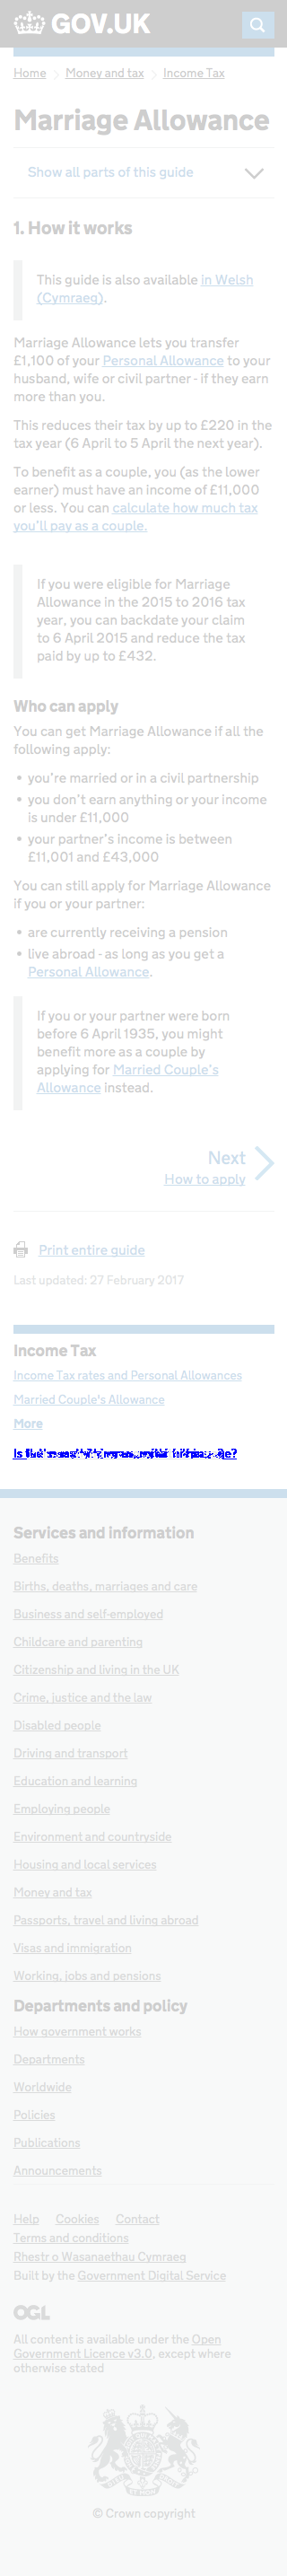 GOV.UK
Home > Money and tax > Income Tax
Marriage Allowance
Show all parts of this guide
1. How it works
This guide is also available in Welsh
(Cymraeg).
Marriage Allowance lets you transfer
£1,100 of your Personal Allowance to your
husband, wife or civil partner - if they earn
more than you.
This reduces their tax by up to £220 in the
tax year (6 April to 5 April the next year).
To benefit as a couple, you (as the lower
earner) must have an income of £11,000
or less. You can calculate how much tax
you’ll pay as a couple.
If you were eligible for Marriage
Allowance in the 2015 to 2016 tax
year, you can backdate your claim
to 6 April 2015 and reduce the tax
paid by up to £432.
Who can apply
You can get Marriage Allowance if all the
following apply:
• you’re married or in a civil partnership
• you don’t earn anything or your income
is under £11,000
• your partner’s income is between
£11,001 and £43,000
You can still apply for Marriage Allowance
if you or your partner:
• are currently receiving a pension
• live abroad - as long as you get a
Personal Allowance.
If you or your partner were born
before 6 April 1935, you might
benefit more as a couple by
applying for Married Couple’s
Allowance instead.
Next
How to apply
Print entire guide
Last updated: 27 February 2017
Income Tax
Income Tax rates and Personal Allowances
Married Couple's Allowance
More
Is
Services and information
Benefits
Births, deaths, marriages and care
Business and self-employed
Childcare and parenting
Citizenship and living in the UK
Crime, justice and the law
Disabled people
Driving and transport
Education and learning
Employing people
Environment and countryside
Housing and local services
Money and tax
Passports, travel and living abroad
Visas and immigration
Working, jobs and pensions
Departments and policy
How government works
Departments
Worldwide
Policies
Publications
Announcements
Help Cookies Contact
Terms and conditions
Rhestr o Wasanaethau Cymraeg
Built by the Government Digital Service
OGL
All content is available under the Open
Government Licence v3.0, except where
otherwise stated
© Crown copyright